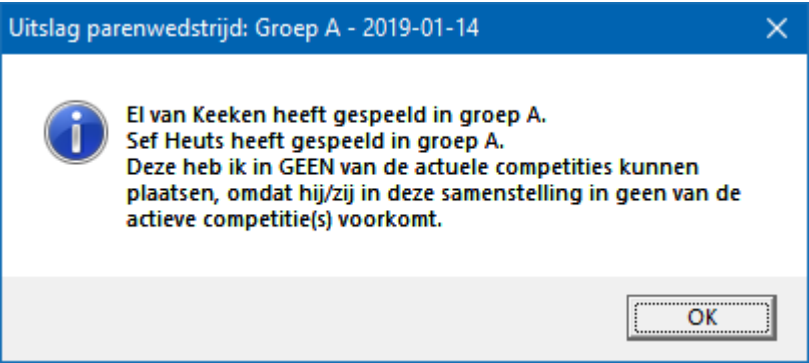 Uitslag parenwedstrijd: Groep A - 2019-01-14
El van Keeken heeft gespeeld in groep A.
Sef Heuts heeft gespeeld in groep A.
Deze heb ik in GEEN van de actuele competities kunnen
plaatsen, omdat hij/zij in deze samenstelling in geen van de
actieve competitie(s) voorkomt.
OK